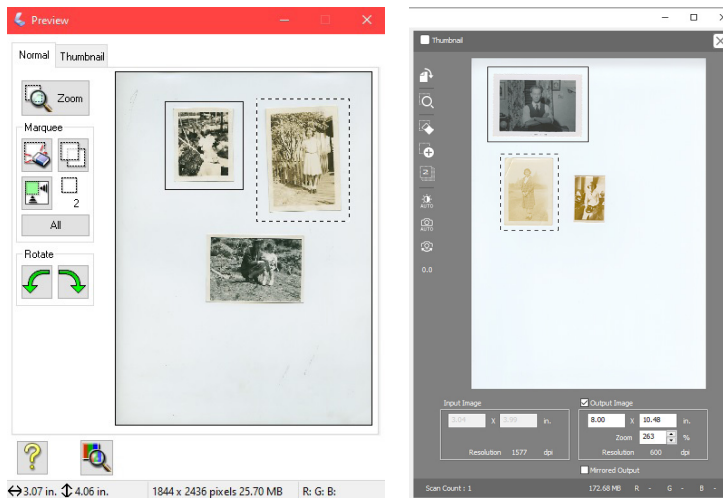 Preview
Normal Thumbnail
Zoom
Marquee
2
All
Rotate
3.07 in. 4.06 in. 1844 x 2436 pixels 25.70 MB R: G: B:
Thumbnail
AUTO
AUTO
0.0
Input Image
3.04 X 3.99 in.
Resolution 1577 dpi
Output Image
8.00 X 10.48 in.
Zoom 263 %
Resolution 600 dpi
Mirrored Output
Scan Count : 1 172.68 MB R - G - B -